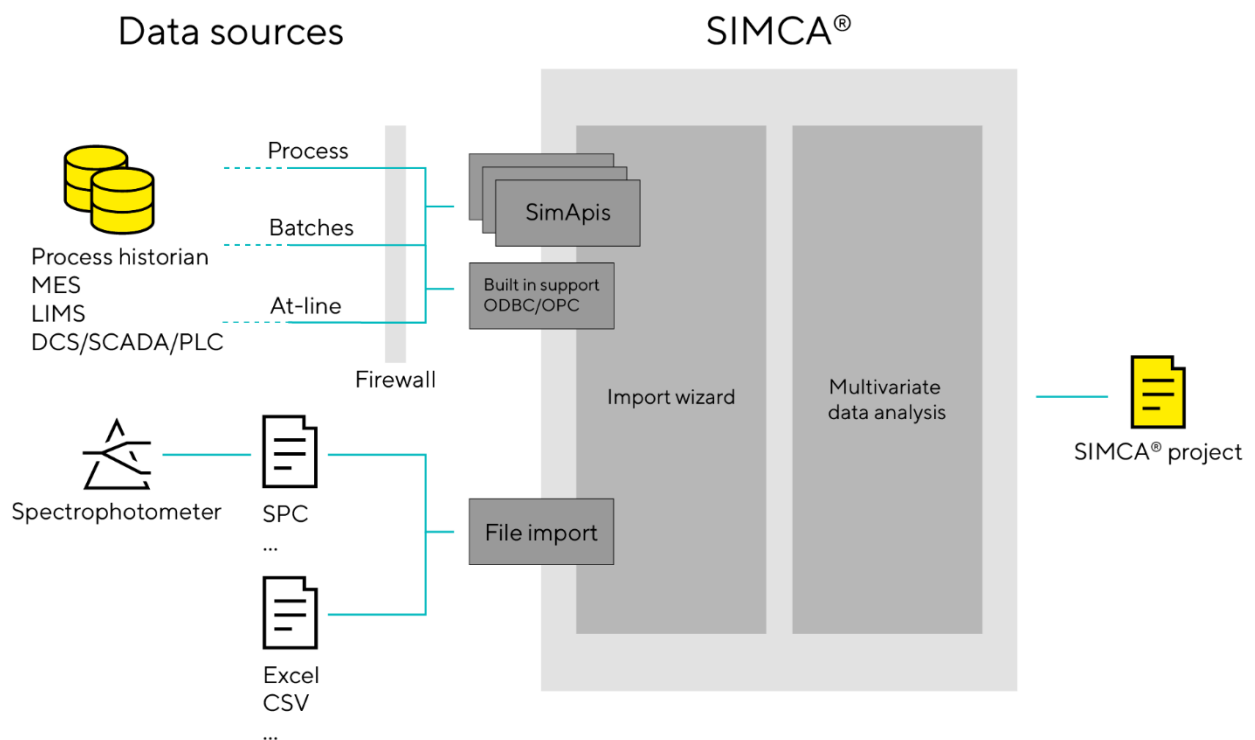 Data sources
SIMCA®
Process
Batches
At-line
Process historian
MES
LIMS
DCS/SCADA/PLC
Firewall
SimApis
Built in support
ODBC/OPC
Import wizard
Multivariate
data analysis
SIMCA® project
Spectrophotometer
SPC
...
File import
Excel
CSV
...